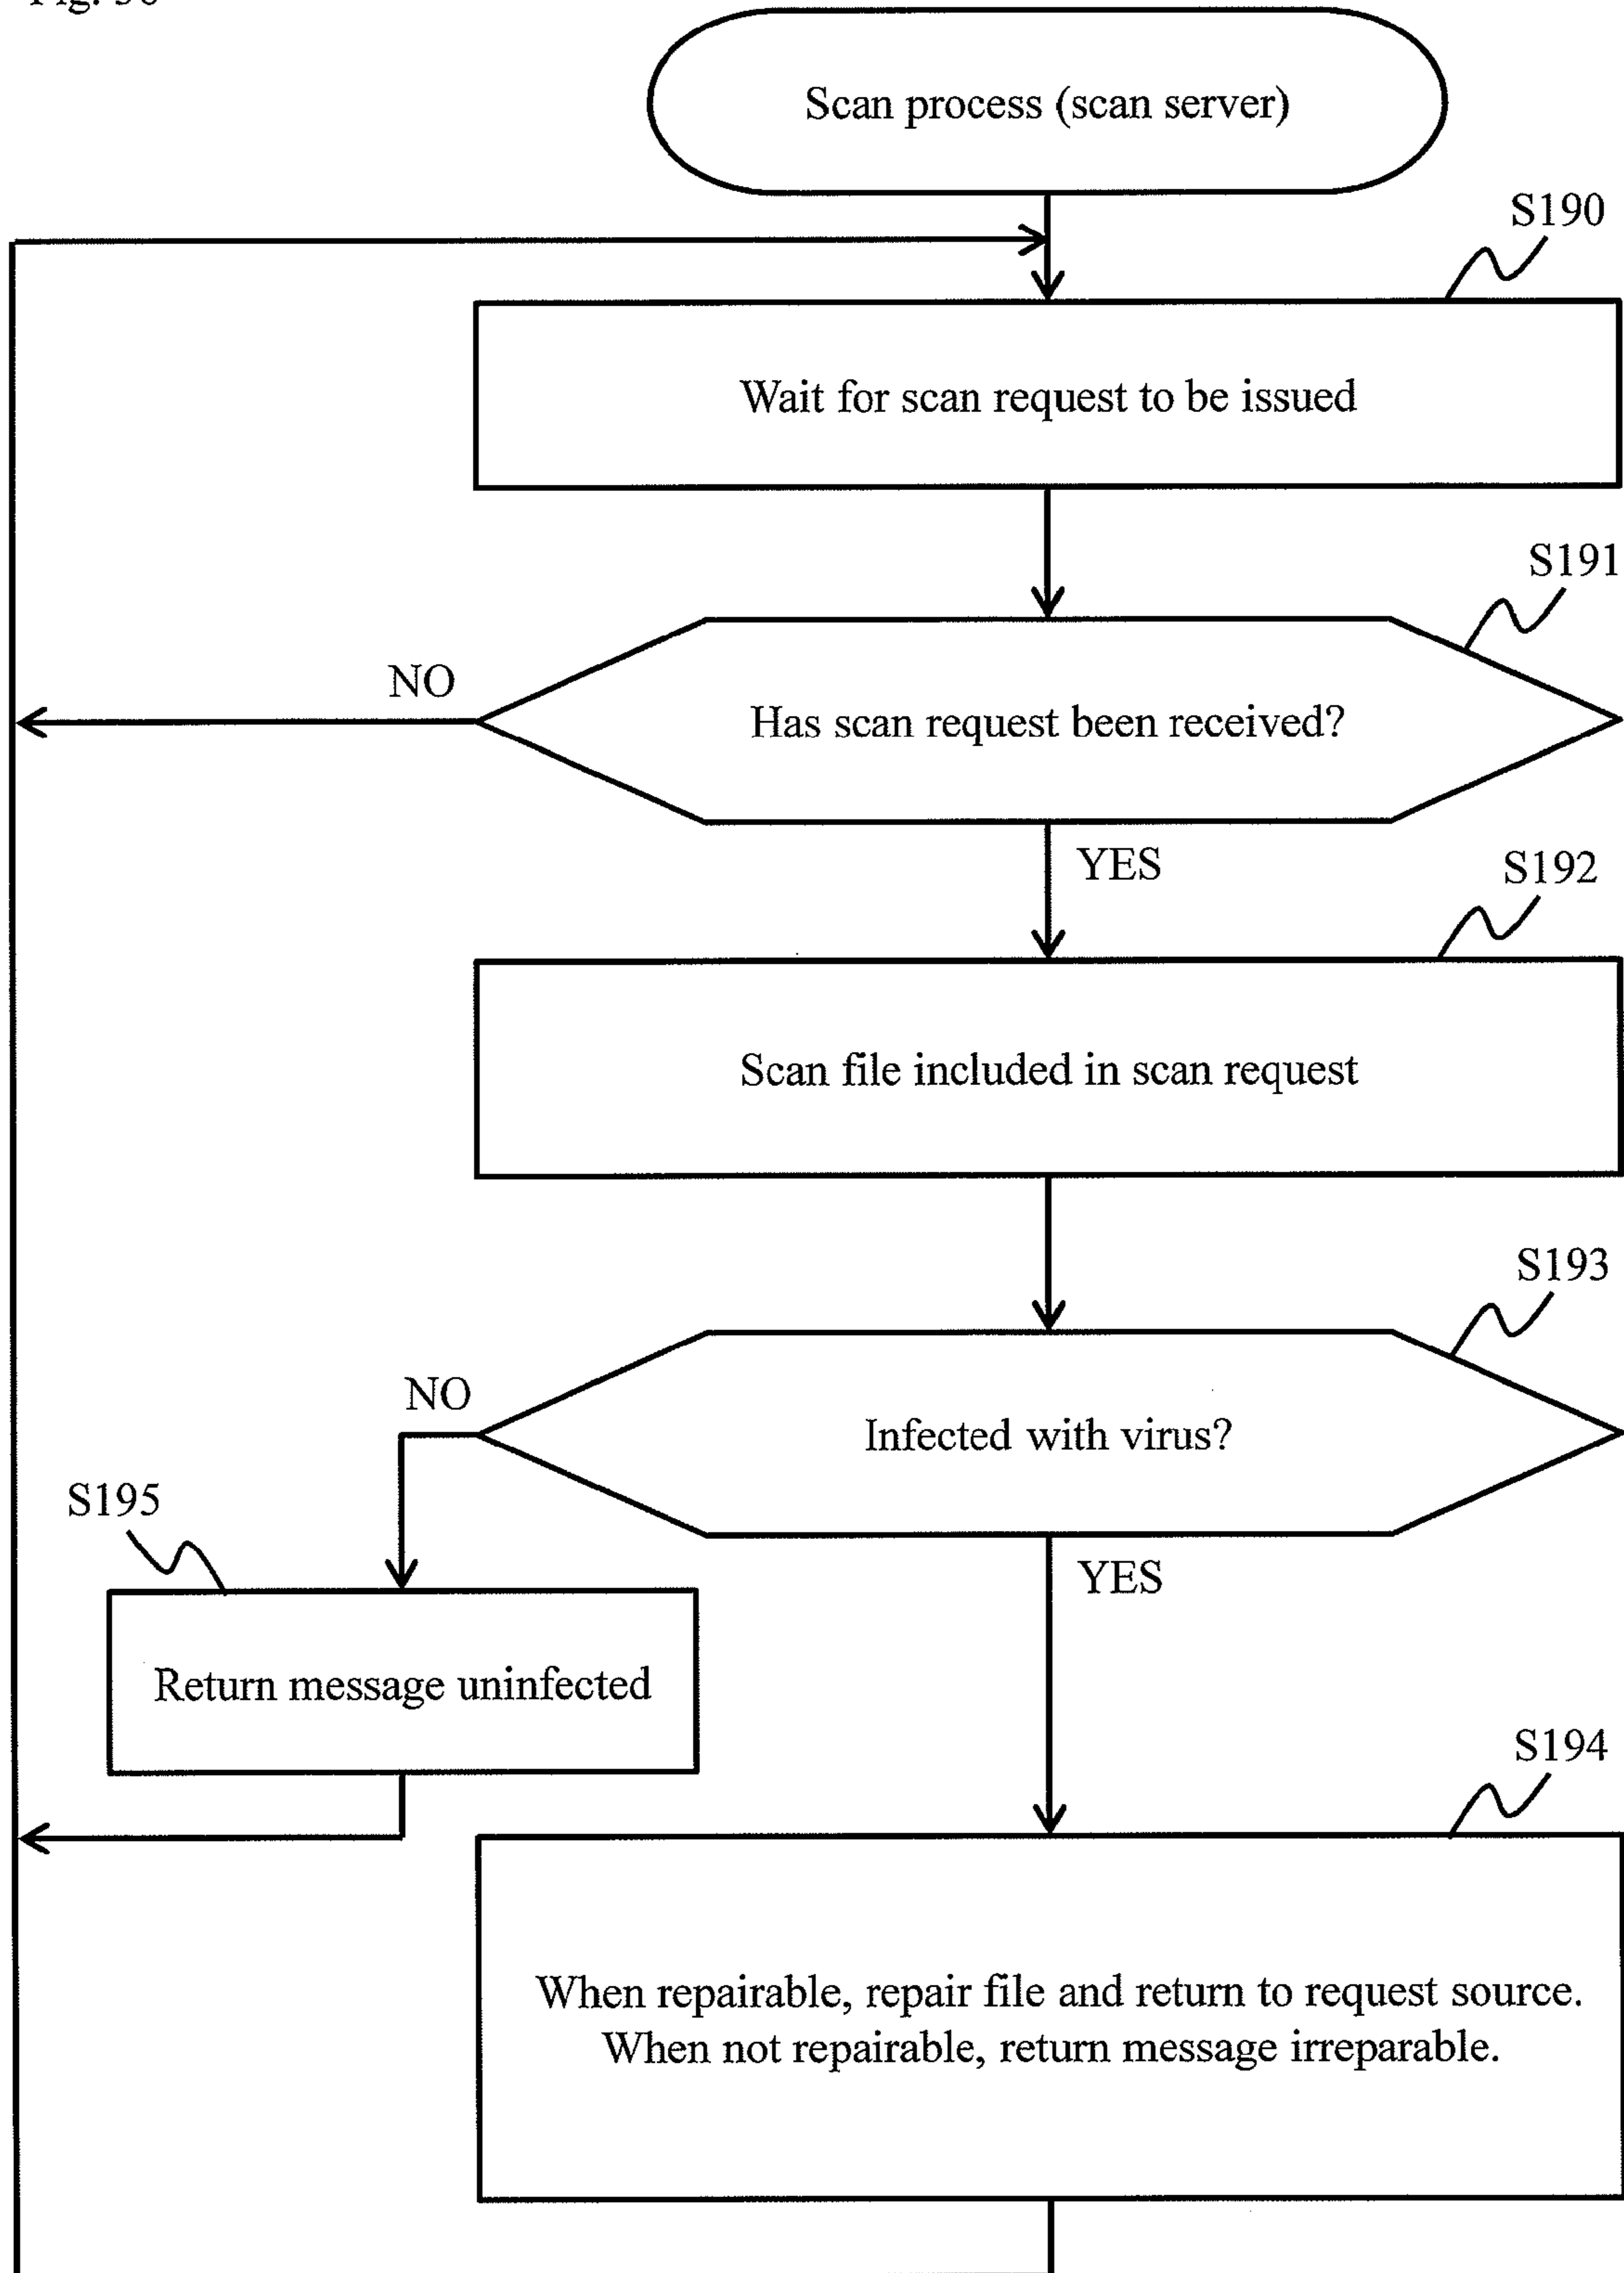 Scan process (scan server)
S190
Wait for scan request to be issued
S191
NO
Has scan request been received?
YES
S192
Scan file included in scan request
S193
NO
Infected with virus?
S195
YES
Return message uninfected
S194
When repairable, repair file and return to request source.
When not repairable, return message irreparable.